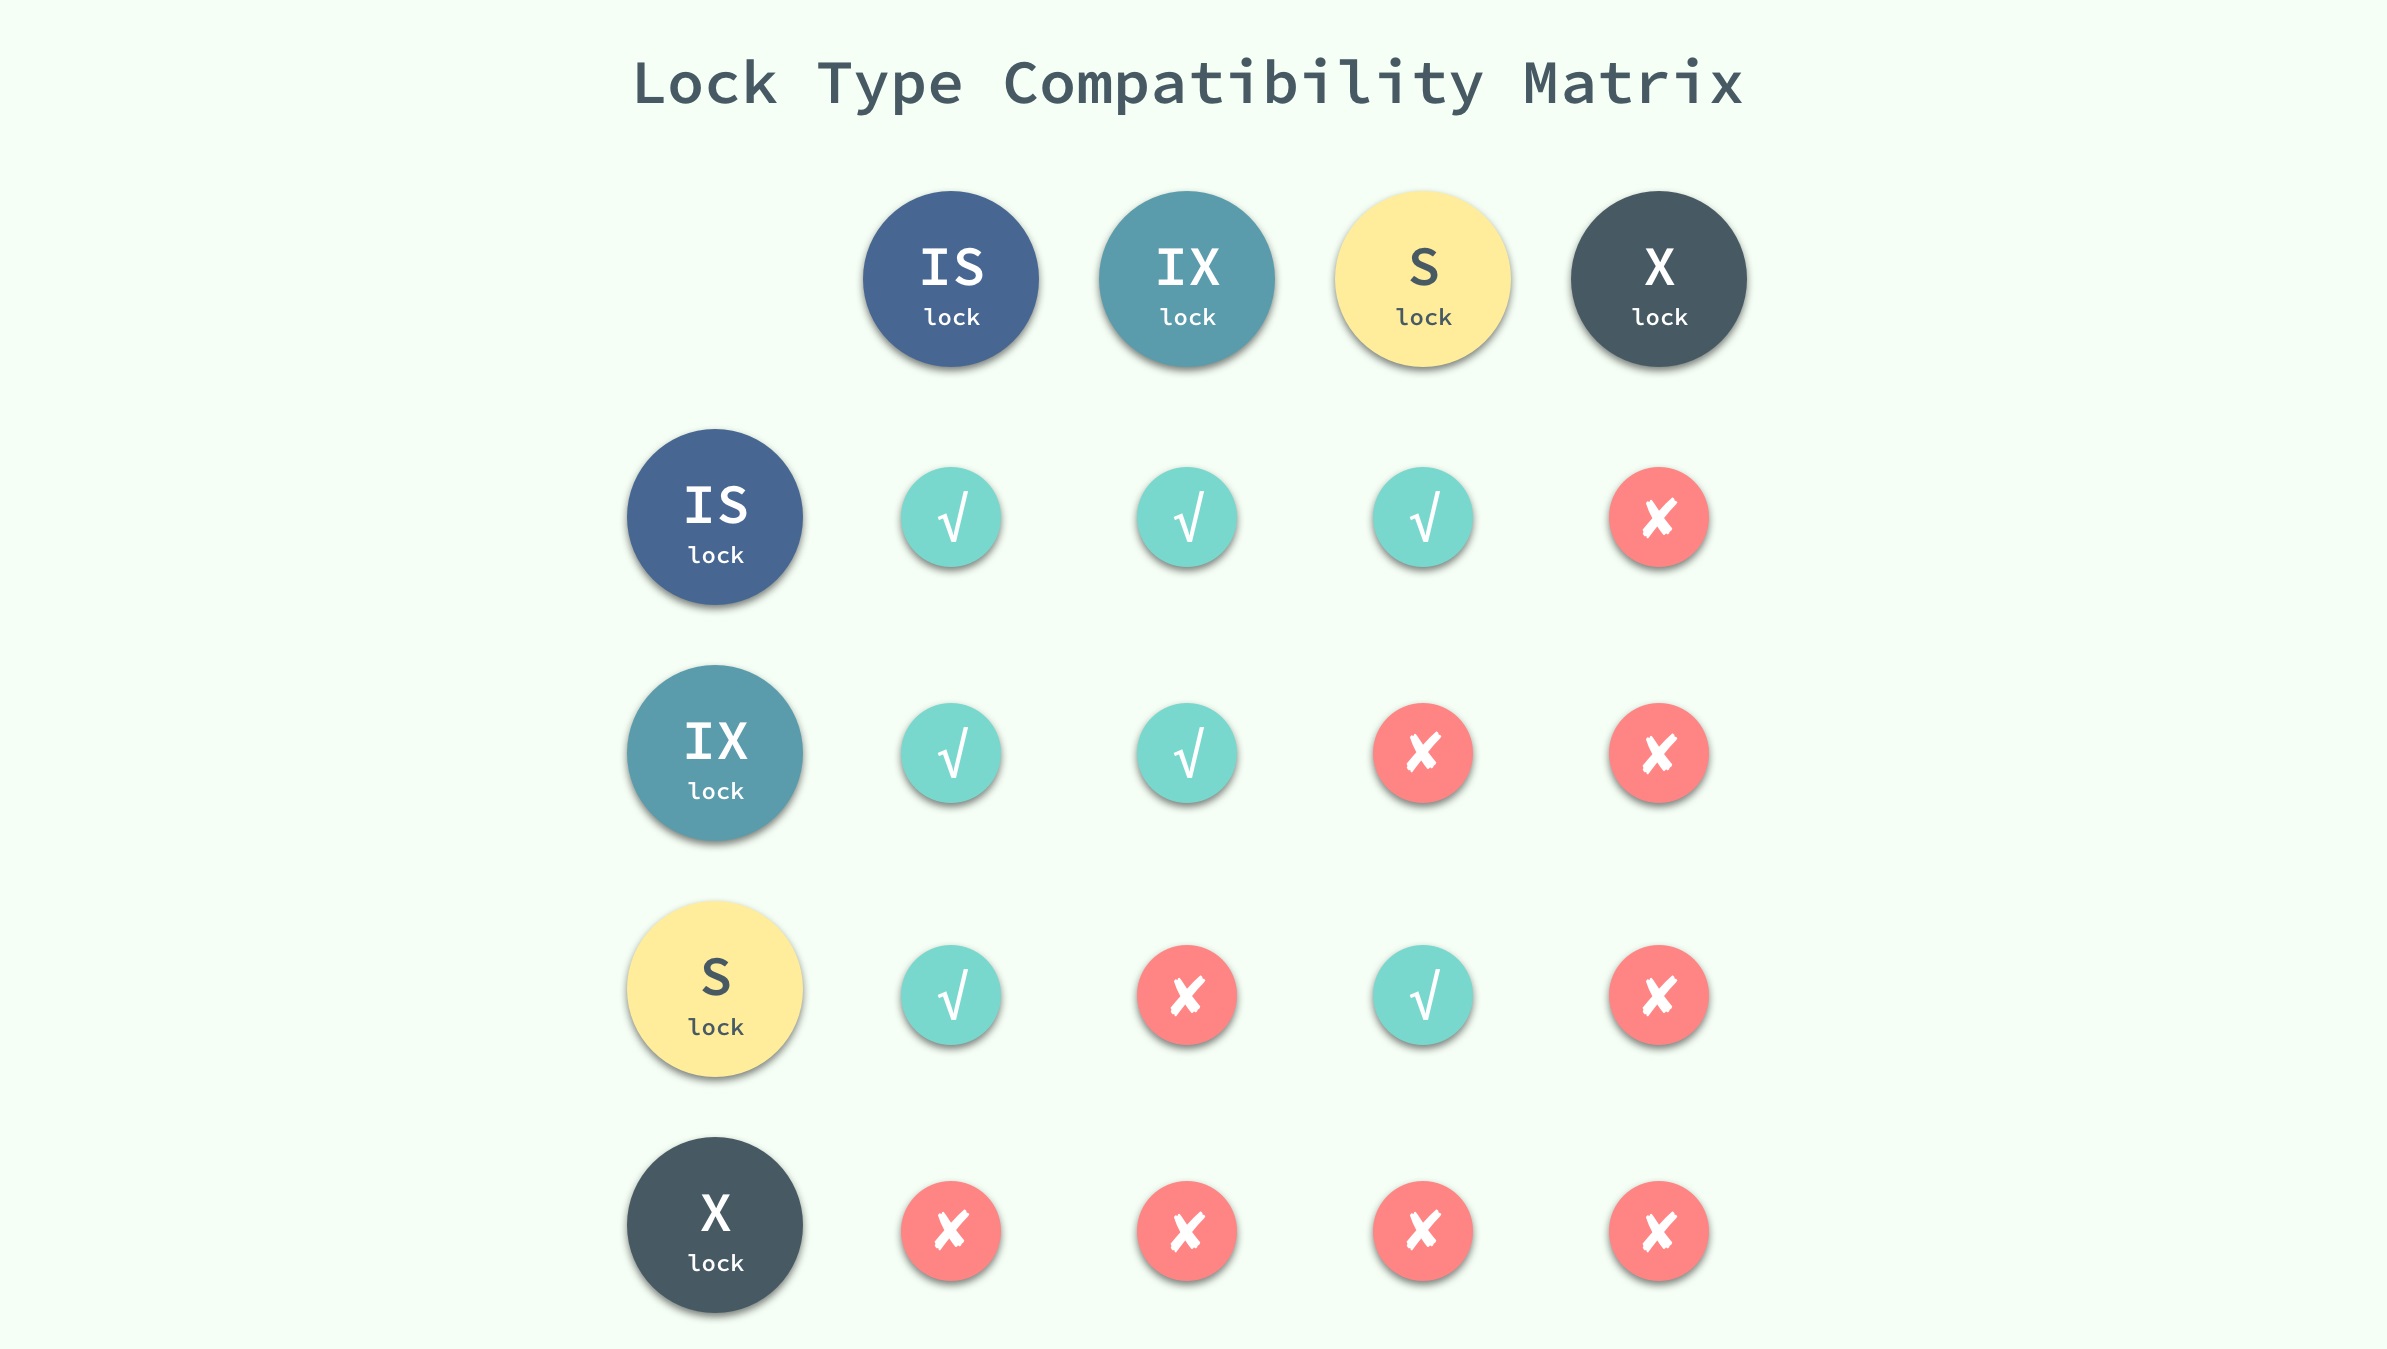 Lock Type Compatibility Matrix
IS IX S X
lock lock lock lock
IS √ √ √ ✘
lock
IX √ √ ✘ ✘
lock
S √ ✘ √ ✘
lock
X ✘ ✘ ✘ ✘
lock